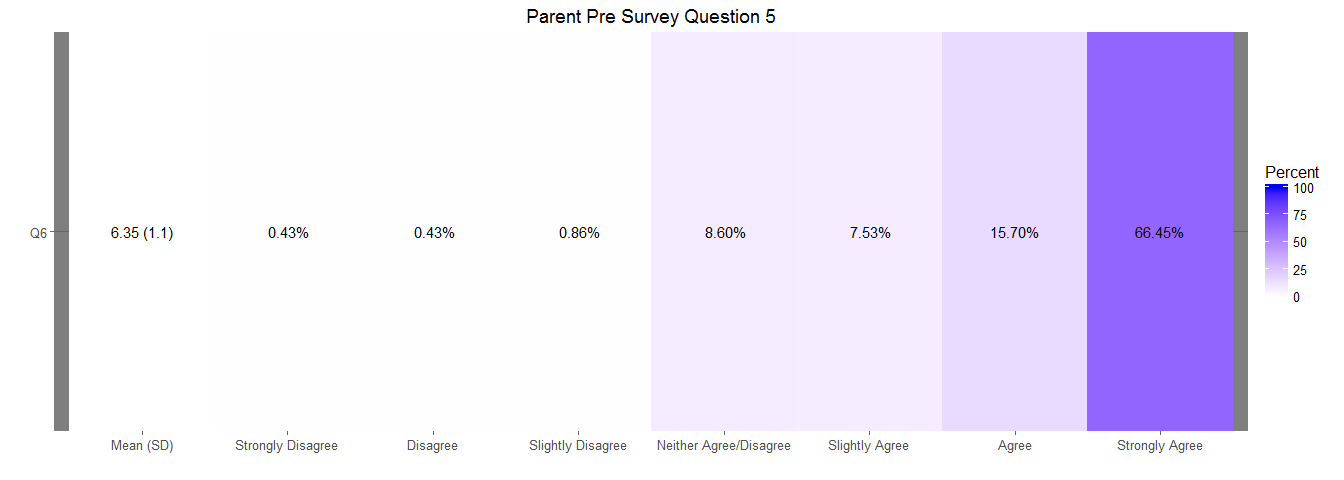 Parent Pre Survey Question 5
Q6
6.35 (1.1)
0.43%
0.43%
0.86%
8.60%
7.53%
15.70%
66.45%
Mean (SD)
Strongly Disagree
Disagree
Slightly Disagree
Neither Agree/Disagree
Slightly Agree
Agree
Strongly Agree
Percent
100
75
50
25
0